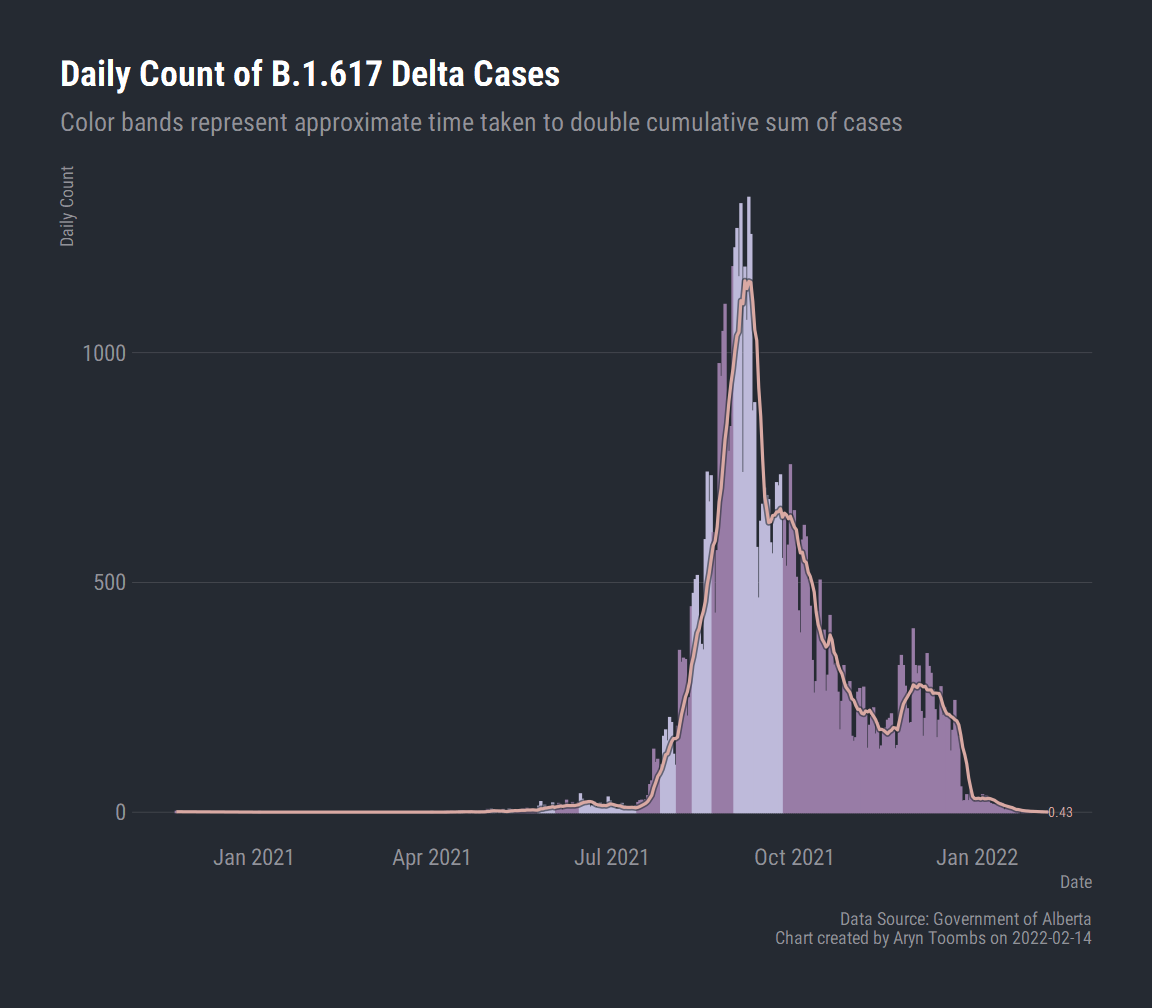 Daily Count of B.1.617 Delta Cases
Color bands represent approximate time taken to double cumulative sum of cases
Daily Count
1000
500
0
0.43
Jan 2021
Apr 2021
Jul 2021
Oct 2021
Jan 2022
Date
Data Source: Government of Alberta
Chart created by Aryn Toombs on 2022-02-14